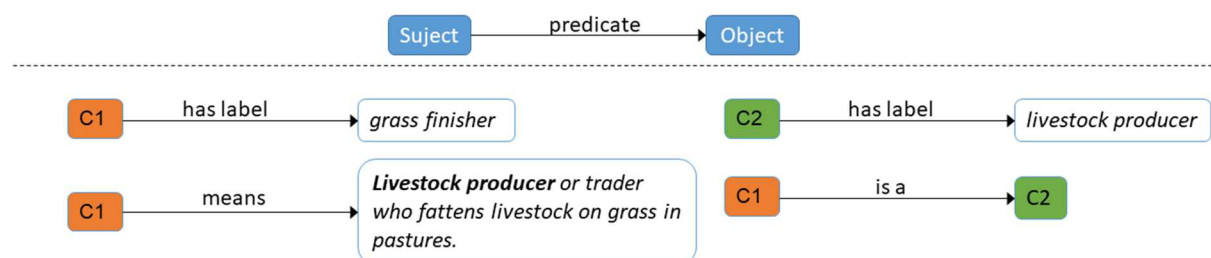 Suject predicate Object
C1 has label grass finisher
C2 has label livestock producer
C1 means Livestock producer or trader
who fattens livestock on grass in
pastures.
C1 is a C2